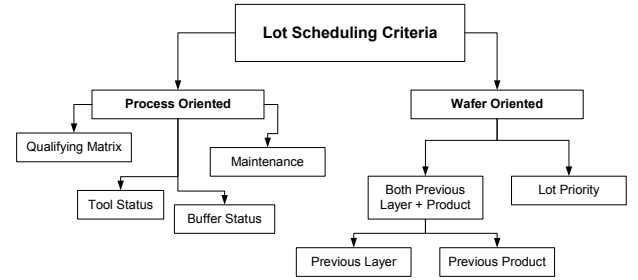 Lot Scheduling Criteria
Process Oriented
Wafer Oriented
Qualifying Matrix
Maintenance
Tool Status
Buffer Status
Both Previous
Layer + Product
Lot Priority
Previous Layer
Previous Product